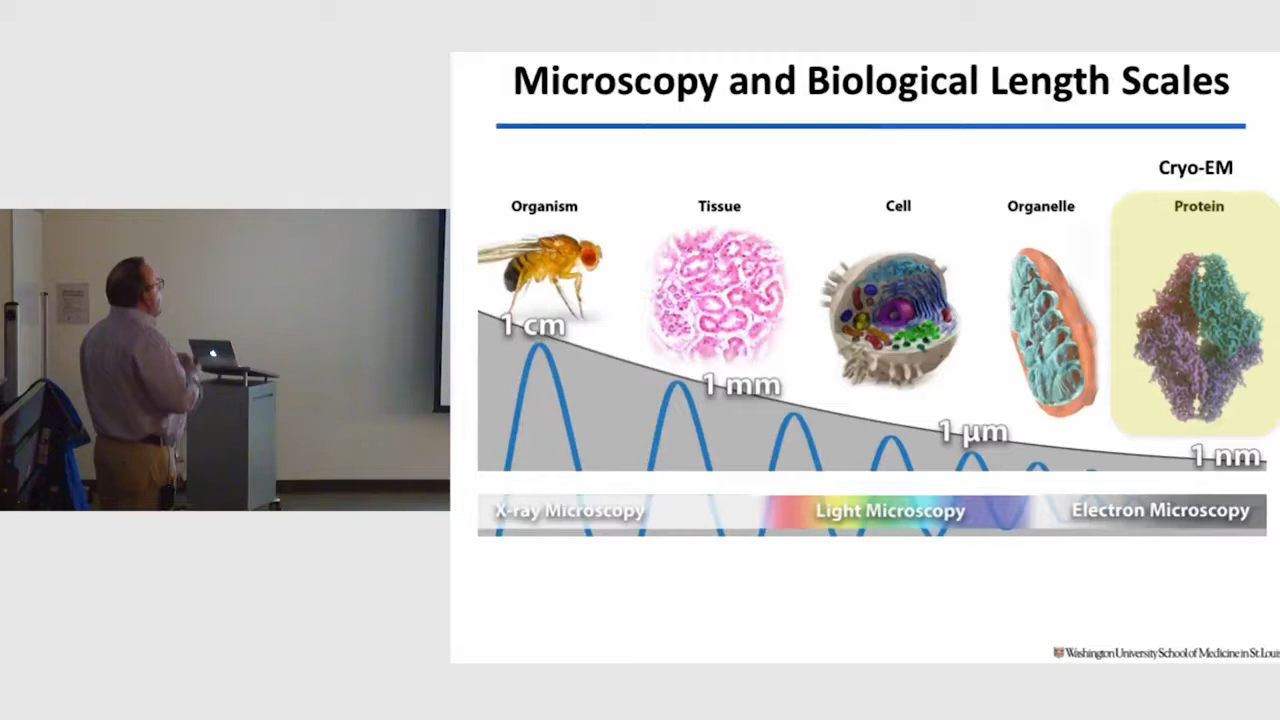 Microscopy and Biological Length Scales
Cryo-EM
Organism
Tissue
Cell
Organelle
Protein
1 cm
1 mm
1 µm
1 nm
X-ray Microscopy
Light Microscopy
Electron Microscopy
Washington University School of Medicine in St. Louis